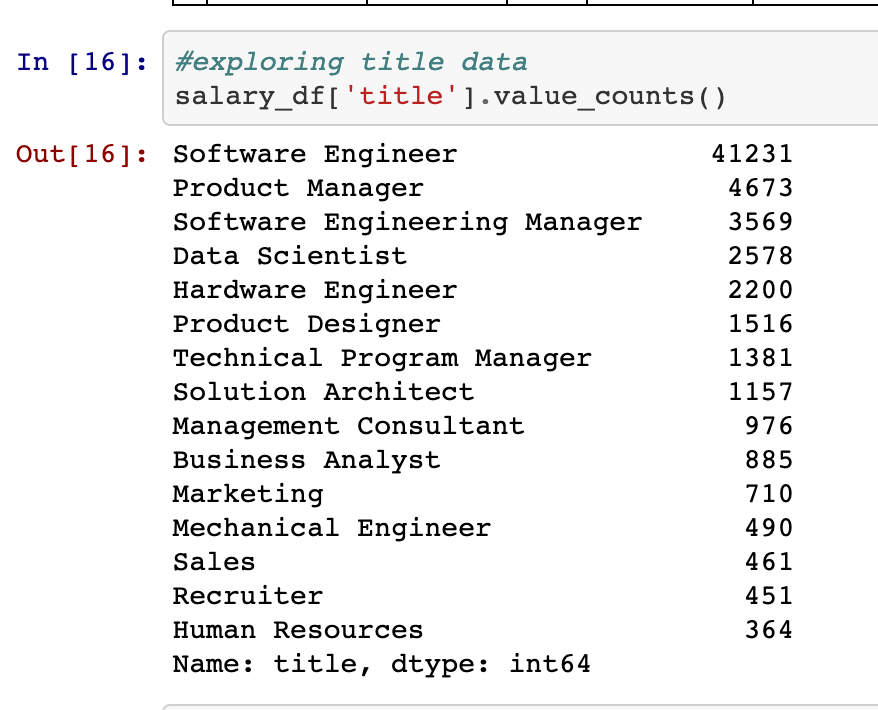 In [16]: #exploring title data
salary_df['title'].value_counts()
Out[16]: Software Engineer 41231
Product Manager 4673
Software Engineering Manager 3569
Data Scientist 2578
Hardware Engineer 2200
Product Designer 1516
Technical Program Manager 1381
Solution Architect 1157
Management Consultant 976
Business Analyst 885
Marketing 710
Mechanical Engineer 490
Sales 461
Recruiter 451
Human Resources 364
Name: title, dtype: int64